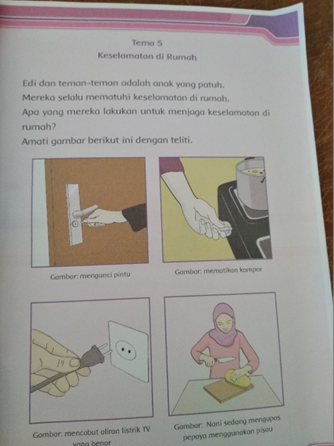 Tema 5
Keselamatan di Rumah
Edi dan teman-teman adalah anak yang patuh.
Mereka selalu mematuhi keselamatan di rumah.
Apa yang mereka lakukan untuk menjaga keselamatan di
rumah?
Amati gambar berikut ini dengan teliti.
Gambar: mengunci pintu
Gambar: mematikan kompor
Gambar: mencabut aliran listrik TV
yang benar
Gambar: Nani sedang mengupas
pepaya menggunakan pisau